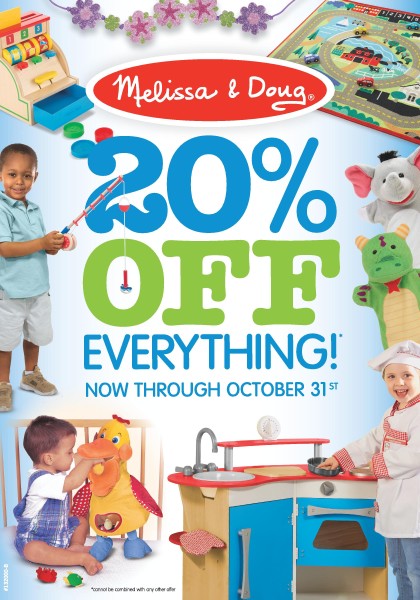 Melissa & Doug®
20%
OFF
EVERYTHING!*
NOW THROUGH OCTOBER 31ST
*cannot be combined with any other offer